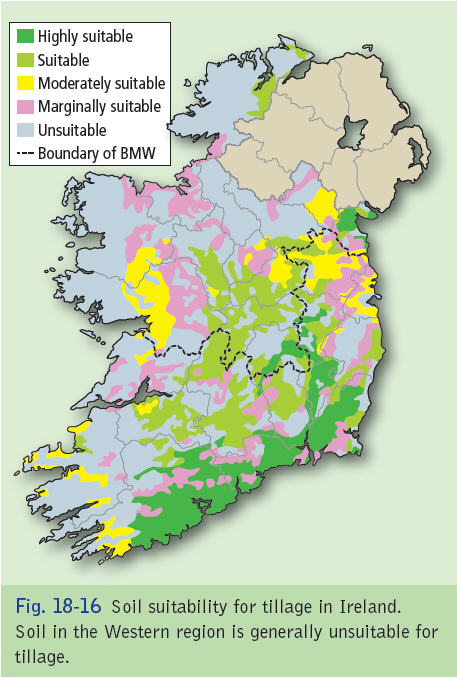 Highly suitable
Suitable
Moderately suitable
Marginally suitable
Unsuitable
Boundary of BMW
Fig. 18-16 Soil suitability for tillage in Ireland.
Soil in the Western region is generally unsuitable for
tillage.